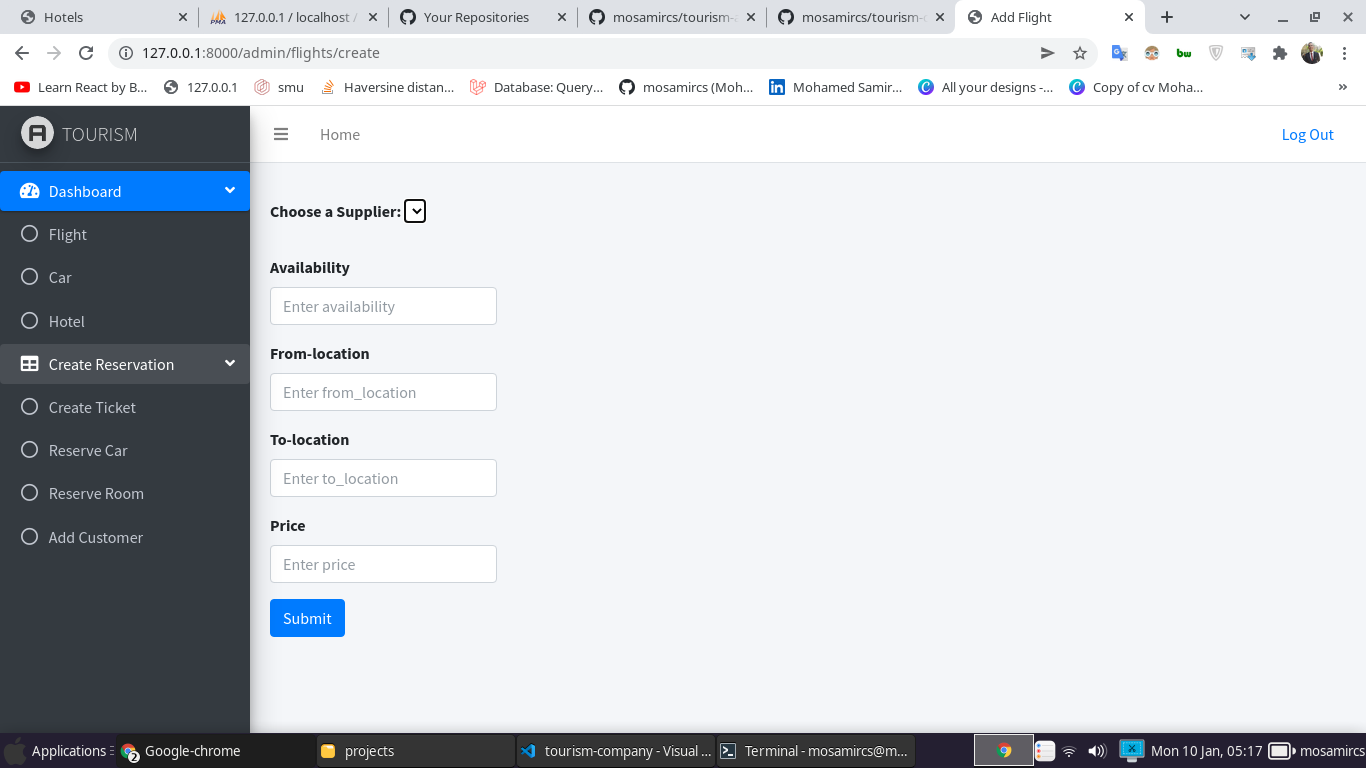 Hotels
127.0.0.1 / localhost /
Your Repositories
mosamircs/tourism-
mosamircs/tourism-
Add Flight
127.0.0.1:8000/admin/flights/create
Learn React by B...
127.0.0.1
smu
Haversine distan...
Database: Query...
mosamircs (Moh...
Mohamed Samir...
All your designs -...
Copy of cv Moha...
»
TOURISM
Home
Log Out
Dashboard
Flight
Car
Hotel
Create Reservation
Create Ticket
Reserve Car
Reserve Room
Add Customer
Choose a Supplier:
Availability
Enter availability
From-location
Enter from_location
To-location
Enter to_location
Price
Enter price
Submit
Applications
2
Google-chrome
projects
tourism-company - Visual ...
Terminal - mosamircs@m...
Mon 10 Jan, 05:17
mosamircs